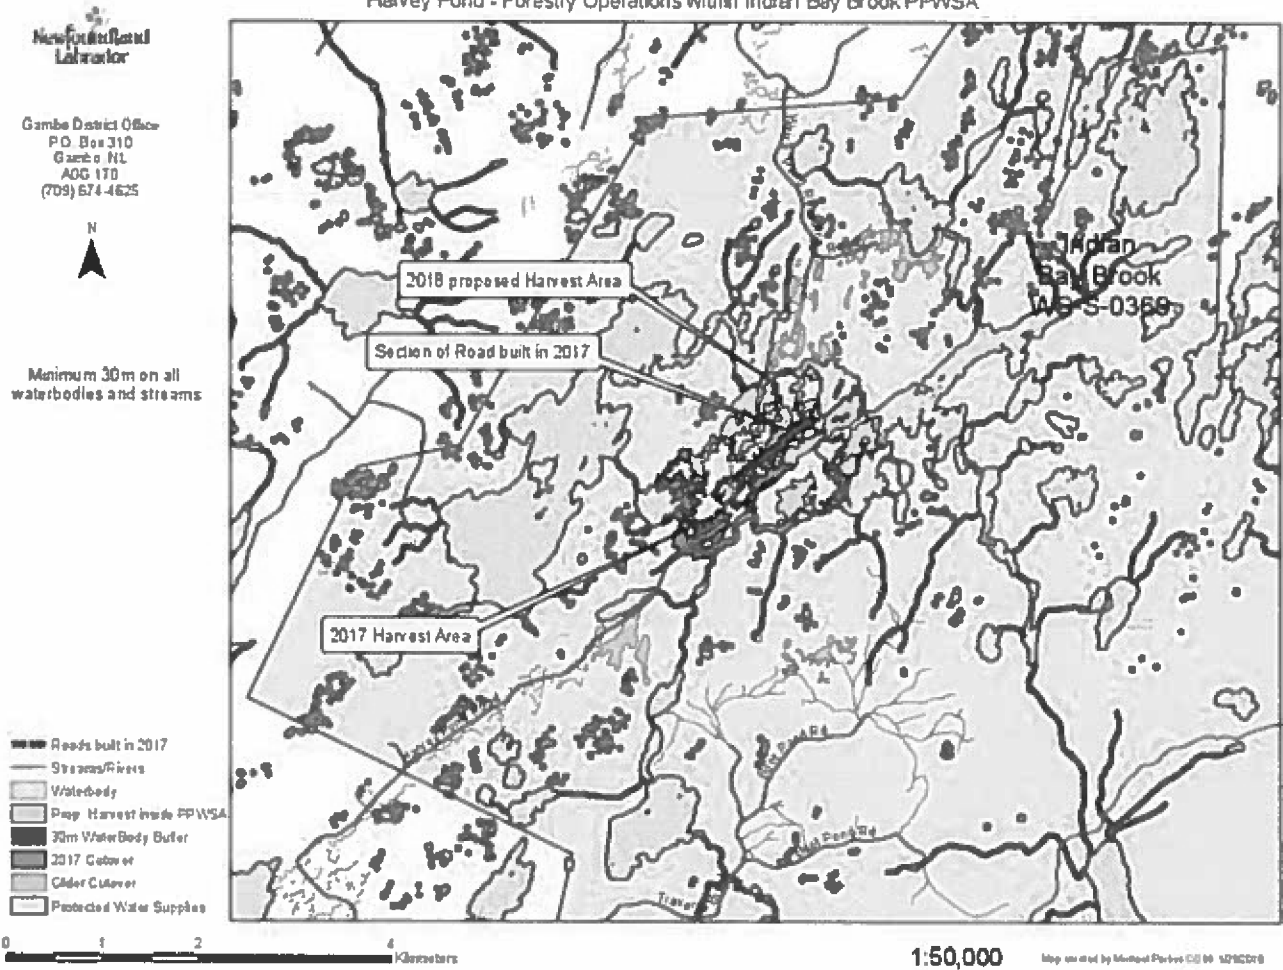 Harvey Pond - Forestry Operations within Indian Bay Brook PPWSA
Newfoundland
Labrador
Gambo District Office
P.O. Box 310
Gambo, NL
A0G 1T0
(709) 674-4625
N
Minimum 30m on all
waterbodies and streams
2018 proposed Harvest Area
Section of Road built in 2017
2017 Harvest Area
Indian
Bay Brook
WS-S-0369
Roads built in 2017
Streams/Rivers
Waterbody
Prop. Harvest inside PPWSA
30m WaterBody Buffer
2017 Cutover
Older Cutover
Protected Water Supplies
0 1 2 4
Kilometers
1:50,000
Map created by Michael